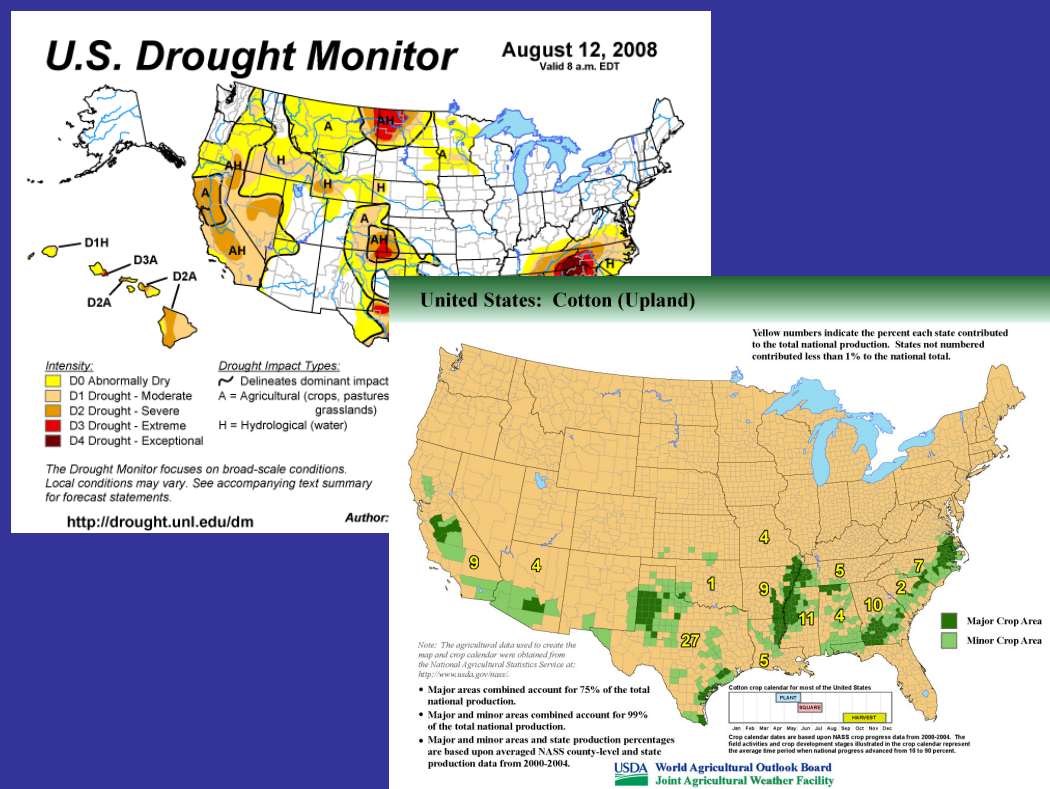 U.S. Drought Monitor
August 12, 2008
Valid 8 a.m. EDT
A
AH
A
H
AH
H
H
A
A
AH
AH
H
D1H
D3A
D2A
D2A
Intensity:
D0 Abnormally Dry
D1 Drought - Moderate
D2 Drought - Severe
D3 Drought - Extreme
D4 Drought - Exceptional
Drought Impact Types:
Delineates dominant impact
A = Agricultural (crops, pastures
grasslands)
H = Hydrological (water)
The Drought Monitor focuses on broad-scale conditions.
Local conditions may vary. See accompanying text summary
for forecast statements.
http://drought.unl.edu/dm
Author:
United States: Cotton (Upland)
Yellow numbers indicate the percent each state contributed
to the total national production. States not numbered
contributed less than 1% to the national total.
4
9
4
5
7
1
9
2
10
11
4
27
5
Major Crop Area
Minor Crop Area
Note: The agricultural data used to create the
map and crop calendar were obtained from
the National Agricultural Statistics Service at:
http://www.usda.gov/nass/.
• Major areas combined account for 75% of the total
national production.
• Major and minor areas combined account for 99%
of the total national production.
• Major and minor areas and state production percentages
are based upon averaged NASS county-level and state
production data from 2000-2004.
Cotton crop calendar for most of the United States
PLANT
SQUARE
HARVEST
Jan Feb Mar Apr May Jun Jul Aug Sep Oct Nov Dec
Crop calendar dates are based upon NASS crop progress data from 2000-2004. The
field activities and crop development stages illustrated in the crop calendar represent
the average time period when national progress advanced from 10 to 90 percent.
USDA World Agricultural Outlook Board
Joint Agricultural Weather Facility